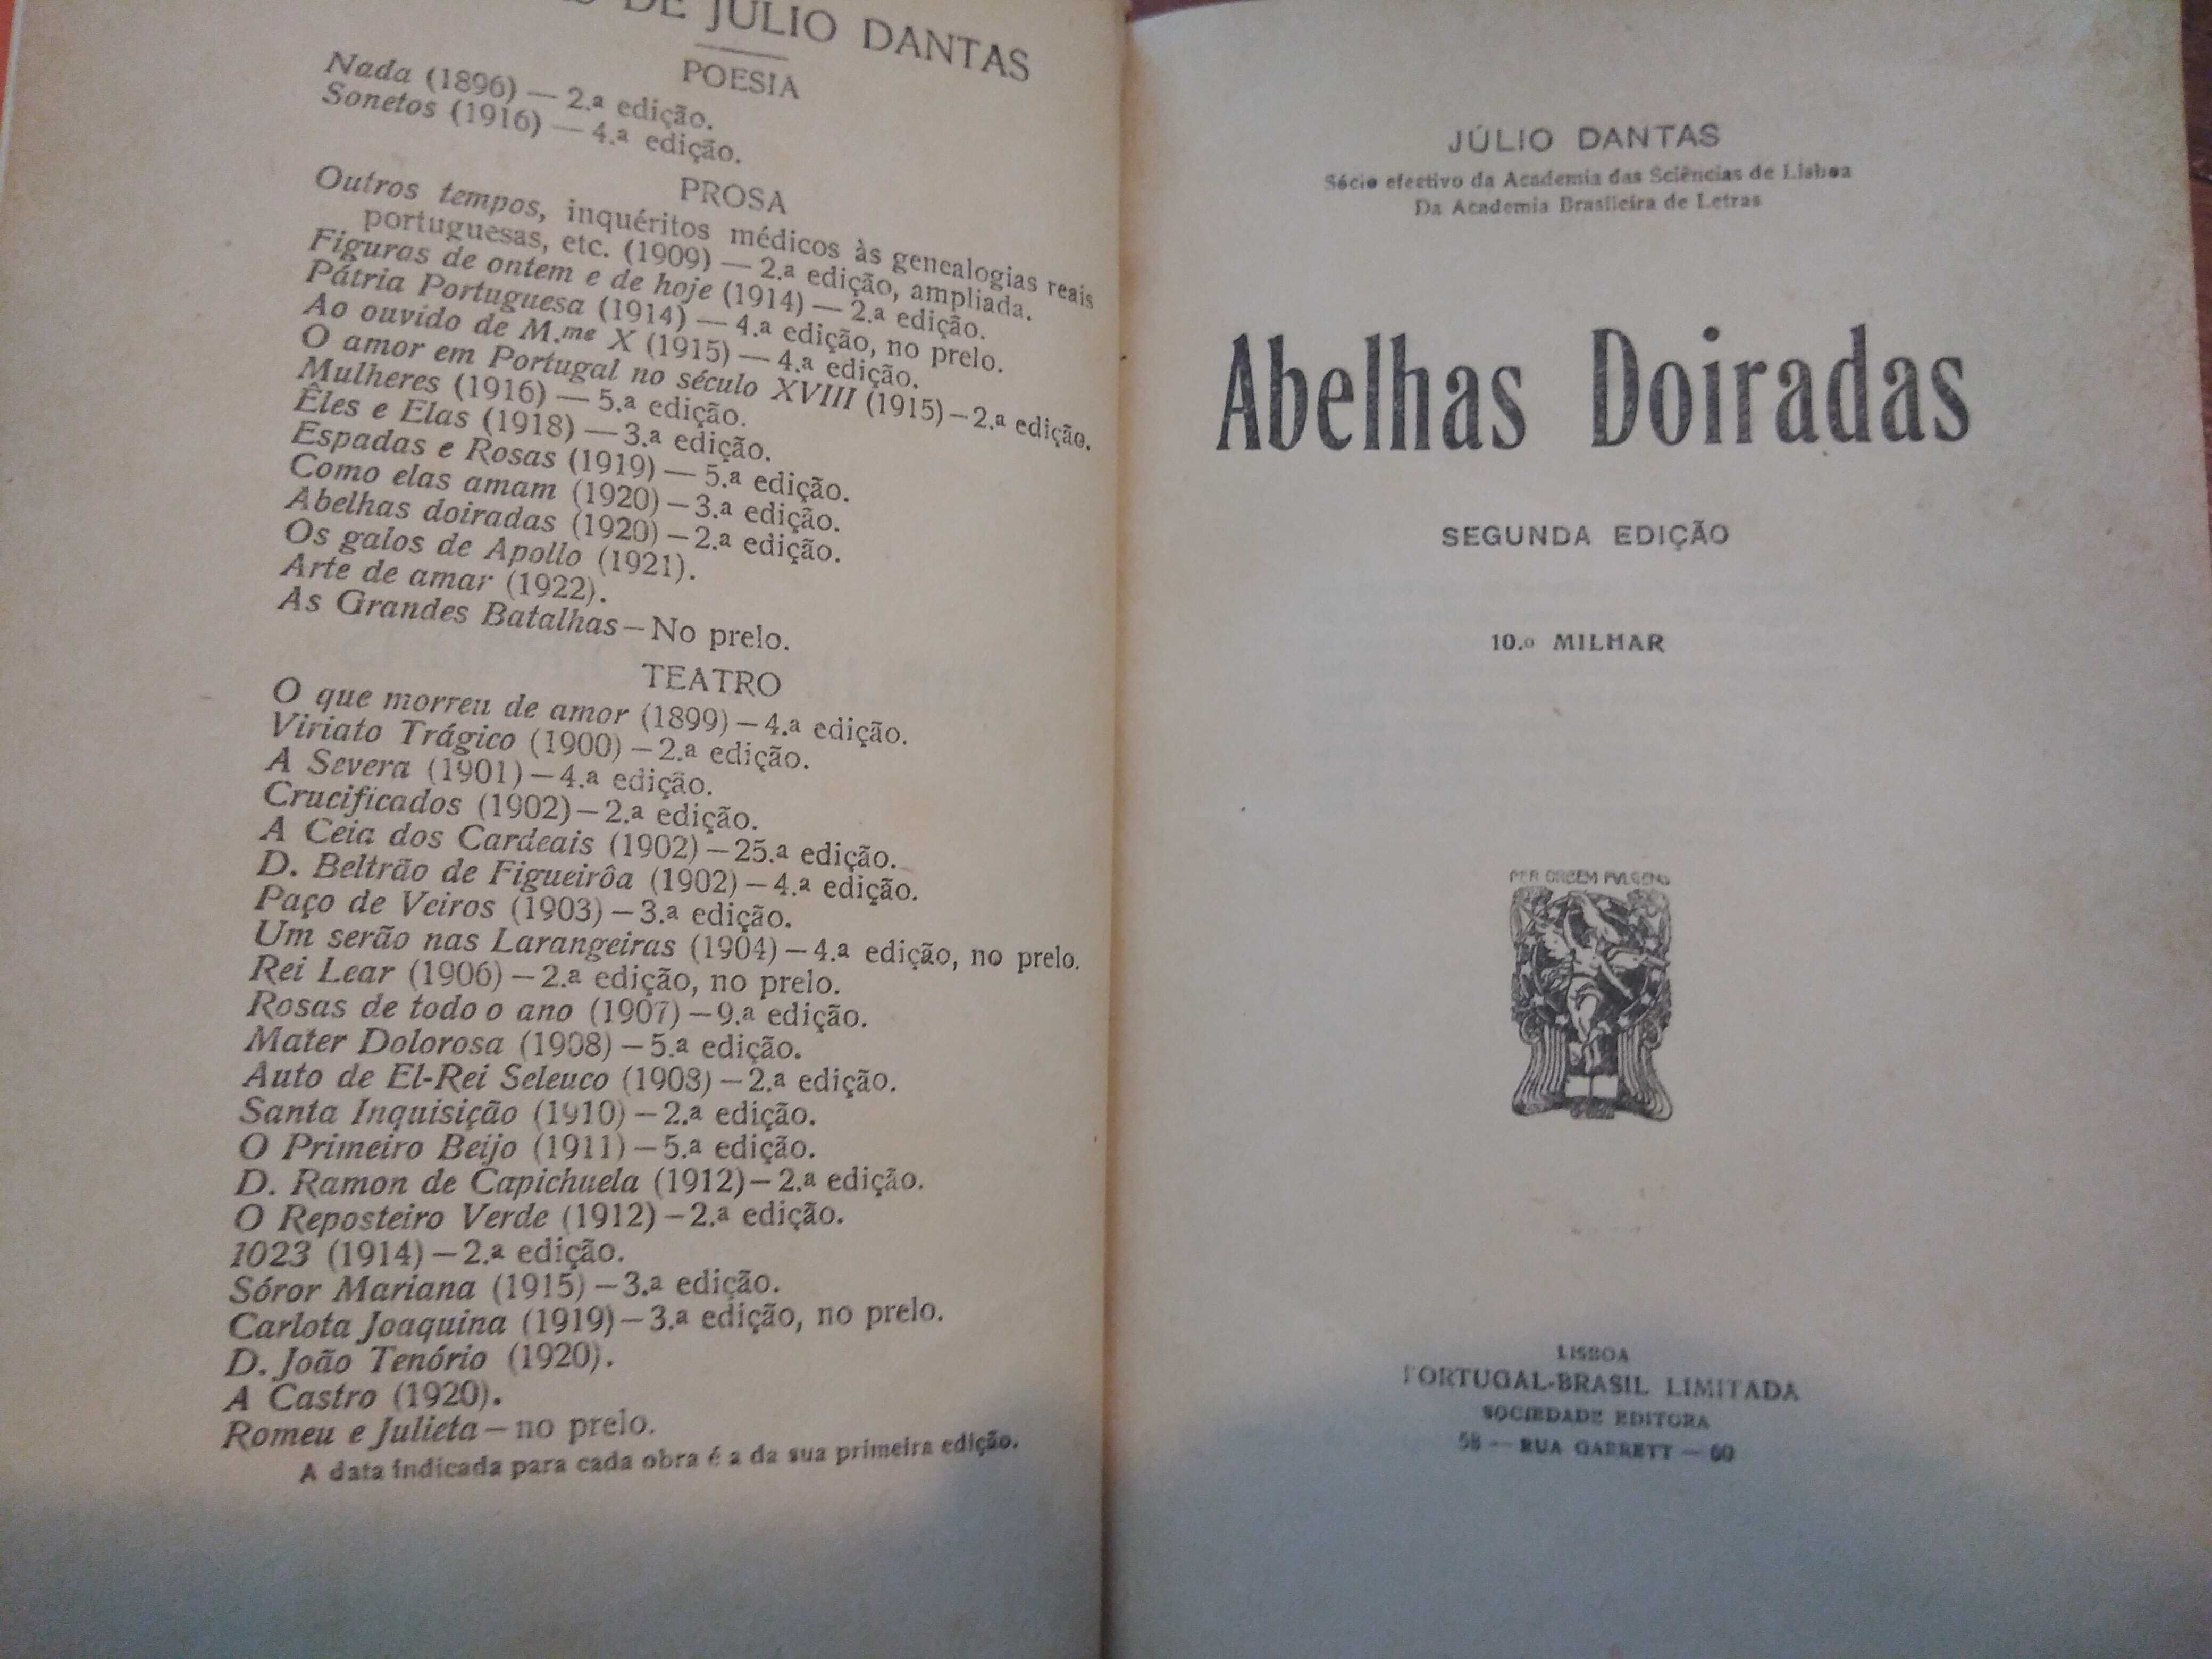 DE JÚLIO DANTAS
POESIA
Nada (1896) — 2.ª edição.
Sonetos (1916) — 4.ª edição.
PROSA
Outros tempos, inquéritos médicos às genealogias reais
portuguesas, etc. (1909) — 2.ª edição, ampliada.
Figuras de ontem e de hoje (1914) — 2.ª edição.
Pátria Portuguesa (1914) — 4.ª edição, no prelo.
Ao ouvido de M.me X (1915) — 4.ª edição.
O amor em Portugal no século XVIII (1915) — 2.ª edição.
Mulheres (1916) — 5.ª edição.
Êles e Elas (1918) — 3.ª edição.
Espadas e Rosas (1919) — 5.ª edição.
Como elas amam (1920) — 3.ª edição.
Abelhas doiradas (1920) — 2.ª edição.
Os galos de Apollo (1921).
Arte de amar (1922).
As Grandes Batalhas — No prelo.
TEATRO
O que morreu de amor (1899) — 4.ª edição.
Viriato Trágico (1900) — 2.ª edição.
A Severa (1901) — 4.ª edição.
Crucificados (1902) — 2.ª edição.
A Ceia dos Cardeais (1902) — 25.ª edição.
D. Beltrão de Figueirôa (1902) — 4.ª edição.
Paço de Veiros (1903) — 3.ª edição.
Um serão nas Larangeiras (1904) — 4.ª edição, no prelo.
Rei Lear (1906) — 2.ª edição, no prelo.
Rosas de todo o ano (1907) — 9.ª edição.
Mater Dolorosa (1908) — 5.ª edição.
Auto de El-Rei Seleuco (1908) — 2.ª edição.
Santa Inquisição (1910) — 2.ª edição.
O Primeiro Beijo (1911) — 5.ª edição.
D. Ramon de Capichuela (1912) — 2.ª edição.
O Reposteiro Verde (1912) — 2.ª edição.
1023 (1914) — 2.ª edição.
Sóror Mariana (1915) — 3.ª edição.
Carlota Joaquina (1919) — 3.ª edição, no prelo.
D. João Tenório (1920).
A Castro (1920).
Romeu e Julieta — no prelo.
A data indicada para cada obra é a da sua primeira edição.
JÚLIO DANTAS
Sócio efectivo da Academia das Sciências de Lisboa
Da Academia Brasileira de Letras
Abelhas Doiradas
SEGUNDA EDIÇÃO
10.º MILHAR
PER ORBEM FVLGENS
LISBOA
PORTUGAL-BRASIL LIMITADA
SOCIEDADE EDITORA
58 — RUA GARRETT — 60